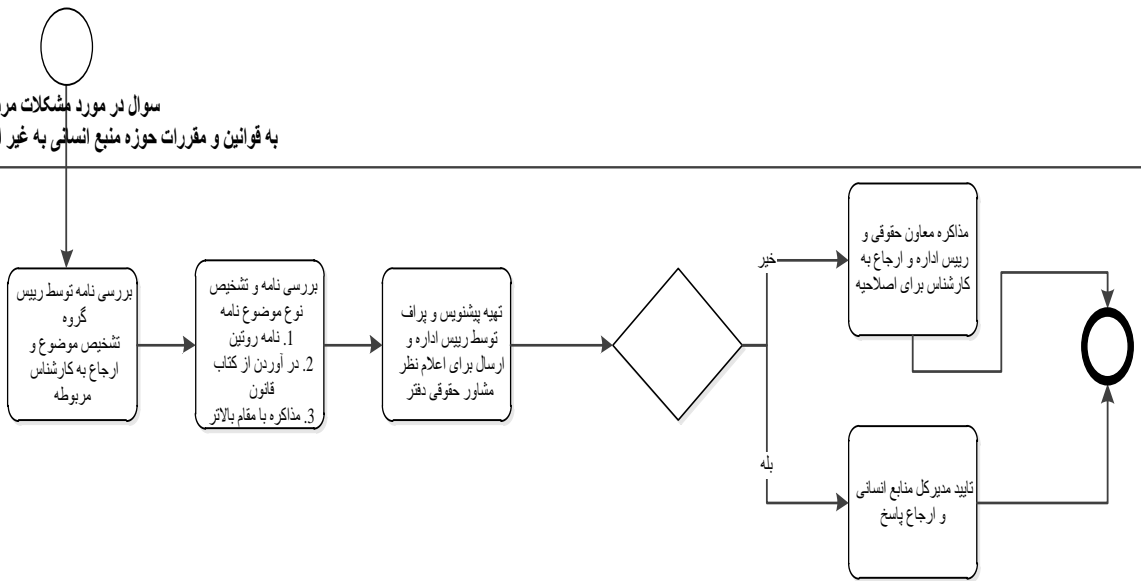 سوال در مورد مشکلات
به قوانین و مقررات حوزه منبع انسانی به غیر
بررسی نامه توسط رییس
گروه
تشخیص موضوع و
ارجاع به کارشناس
مربوطه
بررسی نامه و تشخیص
نوع موضوع نامه
1. نامه روتین
2. در آوردن از کتاب
قانون
3. مذاکره با مقام بالاتر
تهیه پیشنویس و پراف
توسط رییس اداره و
ارسال برای اعلام نظر
مشاور حقوقی دفتر
خیر
مذاکره معاون حقوقی و
رییس اداره و ارجاع به
کارشناس برای اصلاحیه
بله
تایید مدیرکل منابع انسانی
و ارجاع پاسخ